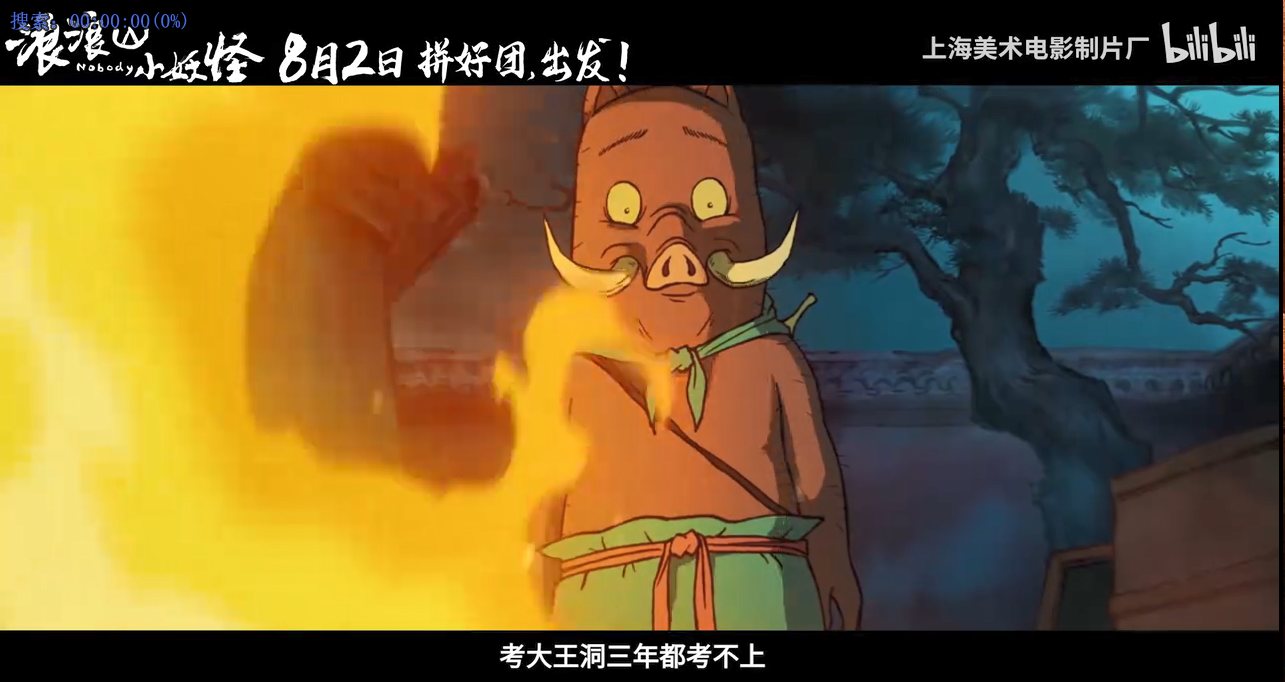 搜索：00:00:00(0%)
浪浪山
Nobody 小妖怪 8月2日 拼好团,出发!
上海美术电影制片厂 bilibili
考大王洞三年都考不上